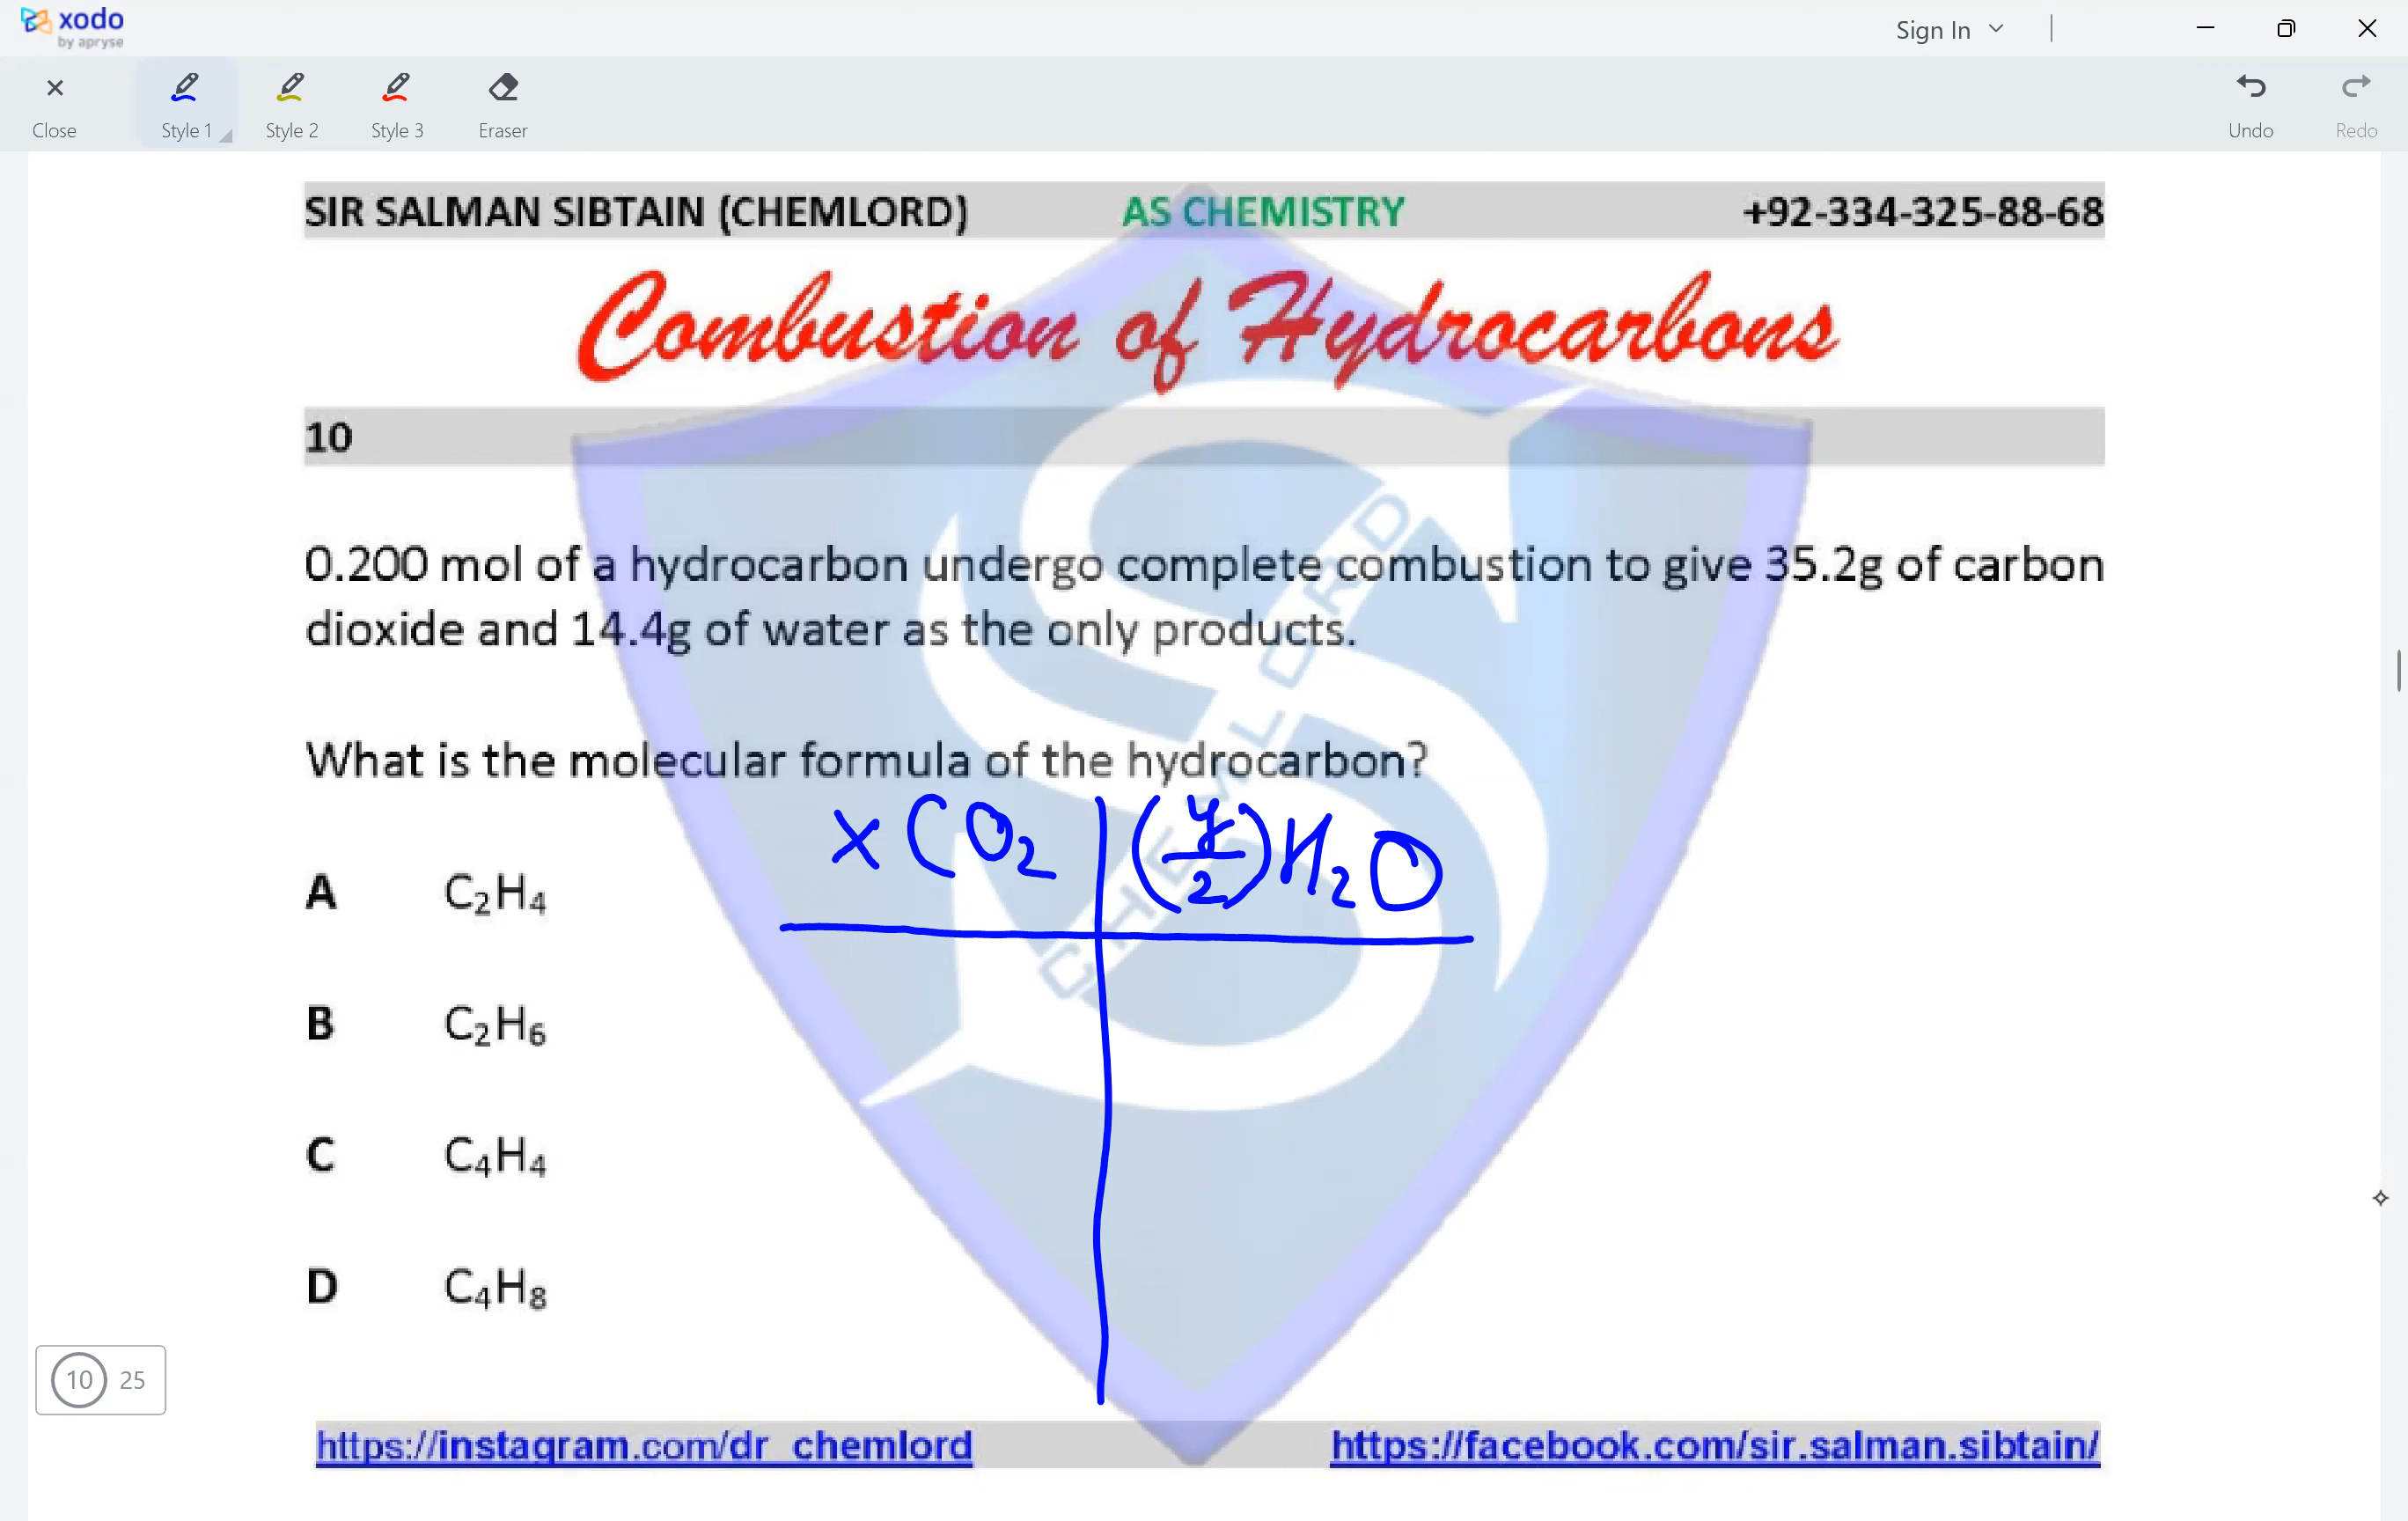 xodo
by apryse
Sign In
Close
Style 1
Style 2
Style 3
Eraser
Undo
Redo
SIR SALMAN SIBTAIN (CHEMLORD) AS CHEMISTRY +92-334-325-88-68
Combustion of Hydrocarbons
10
0.200 mol of a hydrocarbon undergo complete combustion to give 35.2g of carbon
dioxide and 14.4g of water as the only products.
What is the molecular formula of the hydrocarbon?
x CO₂ | (y/2) H₂O
A C₂H₄
B C₂H₆
C C₄H₄
D C₄H₈
CHEMLORD
10 25
https://instagram.com/dr_chemlord https://facebook.com/sir.salman.sibtain/